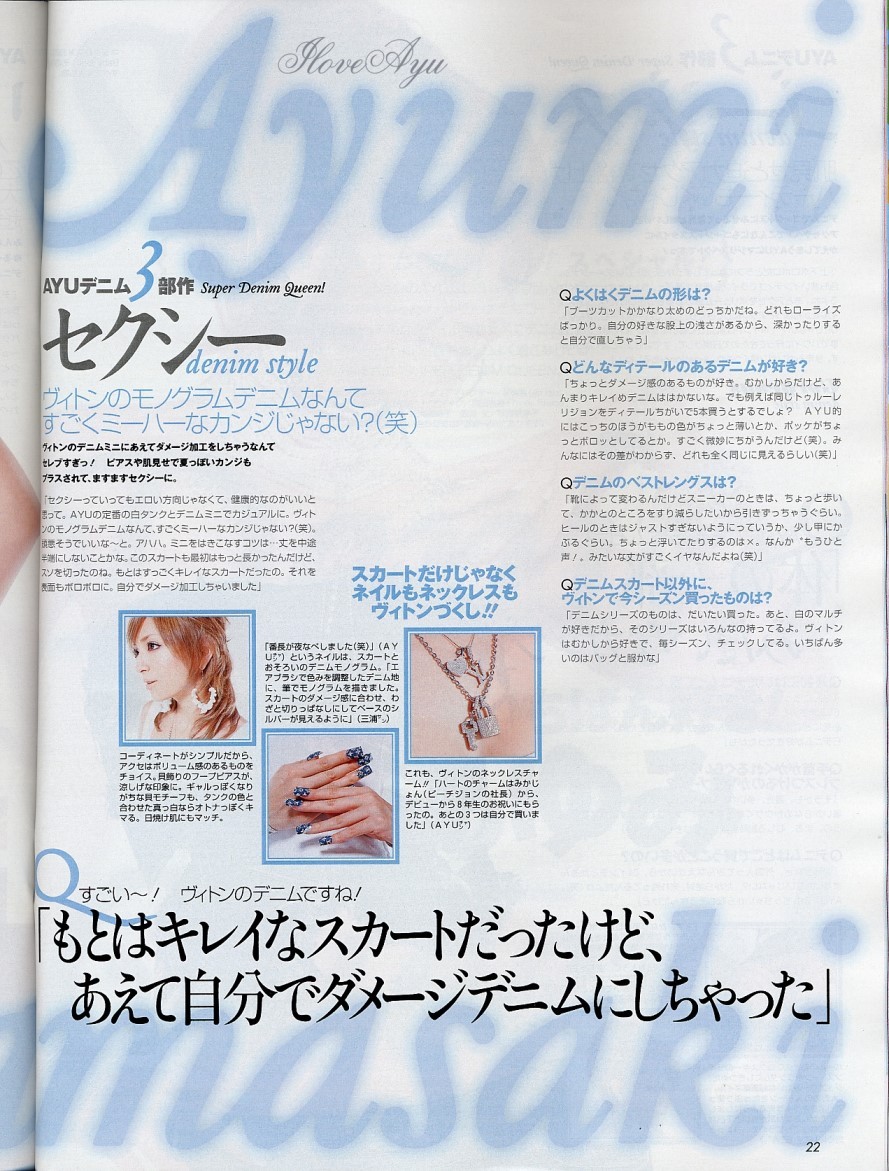 I love Ayu
Ayumi
AYUデニム3部作 Super Denim Queen!
セクシー
denim style
ヴィトンのモノグラムデニムなんて
すごくミーハーなカンジじゃない?(笑)
ヴィトンのデニムミニにあえてダメージ加工をしちゃうなんて
セレブすぎっ! ピアスや肌見せで夏っぽいカンジも
プラスされて、ますますセクシーに。
「セクシーっていってもエロい方向じゃなくて、健康的なのがいいと
思って。AYUの定番の白タンクとデニムミニでカジュアルに。ヴィト
ンのモノグラムデニムなんて、すごくミーハーなカンジじゃない?(笑)。
頭悪そうでいいな〜と。アハハ。ミニをはきこなすコツは…丈を中途
半端にしないことかな。このスカートも最初はもっと長かったんだけど、
スソを切ったのね。もとはすっごくキレイなスカートだったの。それを
表面もボロボロに。自分でダメージ加工しちゃいました」
スカートだけじゃなく
ネイルもネックレスも
ヴィトンづくし!!
コーディネートがシンプルだから、
アクセはボリューム感のあるものを
チョイス。貝飾りのフープピアスが、
涼しげな印象に。ギャルっぽくなり
がちな貝モチーフも、タンクの色と
合わせた真っ白ならオトナっぽくキ
マる。日焼け肌にもマッチ。
「番長が夜なべしました(笑)」(AY
U) というネイルは、スカートと
おそろいのデニムモノグラム。「エ
アブラシで色みを調整したデニム地
に、筆でモノグラムを描きました。
スカートのダメージ感に合わせ、わ
ざと切りっぱなしにしてベースのシ
ルバーが見えるように」(三浦)
これも、ヴィトンのネックレスチャ
ーム!!「ハートのチャームはみかじ
ょん(ピーチジョンの社長)から、
デビューから8年生のお祝いにもら
ったの。あとの3つは自分で買いま
した」(AYU)
Qよくはくデニムの形は?
「ブーツカットかかなり太めのどっちかだね。どれもローライズ
ばっかり。自分の好きな股上の浅さがあるから、深かったりする
と自分で直しちゃう」
Qどんなディテールのあるデニムが好き?
「ちょっとダメージ感のあるものが好き。むかしからだけど、あ
んまりキレイめデニムははかないな。でも例えば同じトゥルーレ
リジョンをディテールちがいで5本買うとするでしょ? AYU的
にはこっちのほうがももの色がちょっと薄いとか、ポッケがちょ
っとボロッとしてるとか。すごく微妙にちがうんだけど(笑)。み
んなにはその差がわからず、どれも全く同じに見えるらしい(笑)」
Qデニムのベストレングスは?
「靴によって変わるんだけどスニーカーのときは、ちょっと歩い
て、かかとのところをすり減らしたいから引きずっちゃうぐらい。
ヒールのときはジャストすぎないようにっていうか、少し甲にか
ぶるぐらい。ちょっと浮いてたりするのは×。なんか〝もうひと
声!〟みたいな丈がすごくイヤなんだよね(笑)」
Qデニムスカート以外に、
ヴィトンで今シーズン買ったものは?
「デニムシリーズのものは、だいたい買った。あと、白のマルチ
が好きだから、そのシリーズはいろんなの持ってるよ。ヴィトン
はむかしから好きで、毎シーズン、チェックしてる。いちばん多
いのはバッグと服かな」
Qすごい〜! ヴィトンのデニムですね!
「もとはキレイなスカートだったけど、
あえて自分でダメージデニムにしちゃった」
amasaki
22